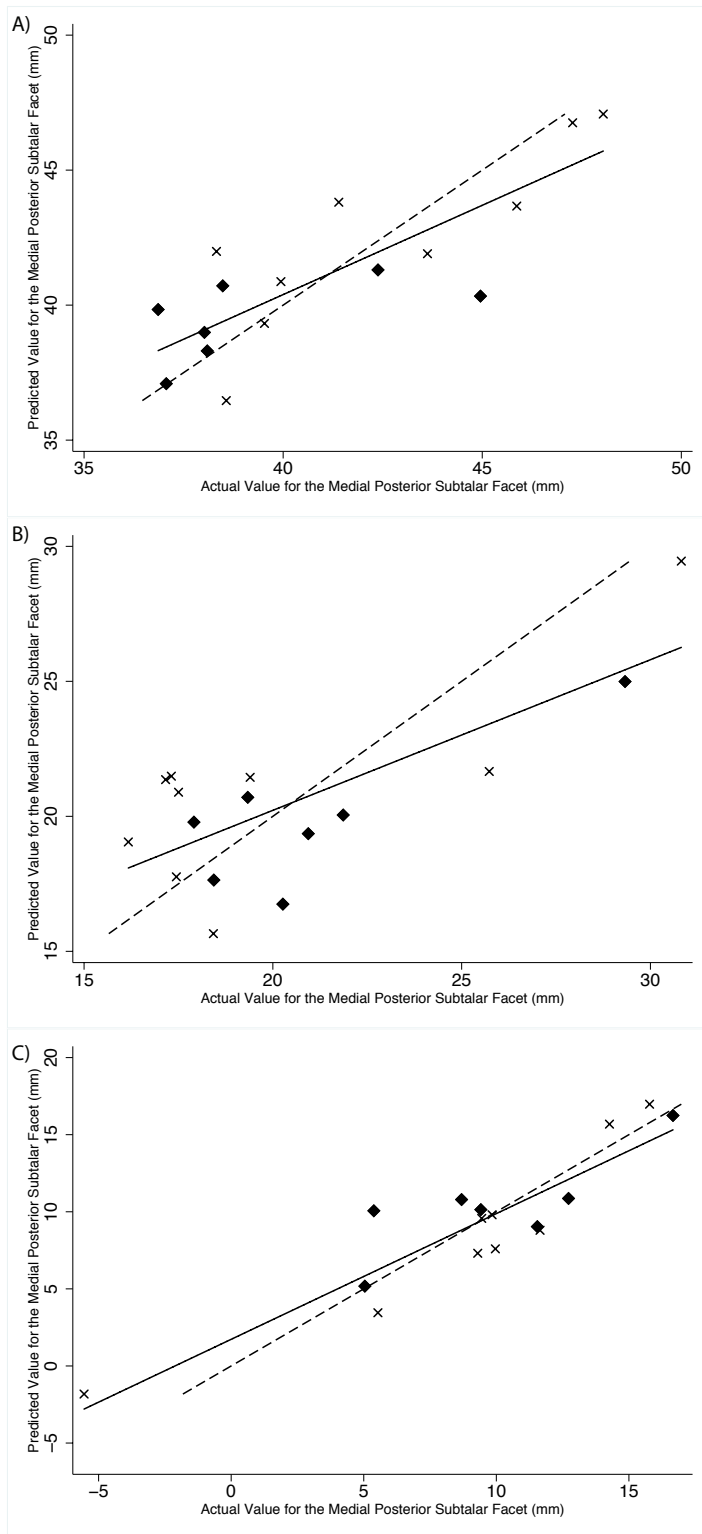 A)
Predicted Value for the Medial Posterior Subtalar Facet (mm)
50
45
40
35
35 40 45 50
Actual Value for the Medial Posterior Subtalar Facet (mm)
B)
Predicted Value for the Medial Posterior Subtalar Facet (mm)
30
25
20
15
15 20 25 30
Actual Value for the Medial Posterior Subtalar Facet (mm)
C)
Predicted Value for the Medial Posterior Subtalar Facet (mm)
20
15
10
5
0
−5
−5 0 5 10 15
Actual Value for the Medial Posterior Subtalar Facet (mm)